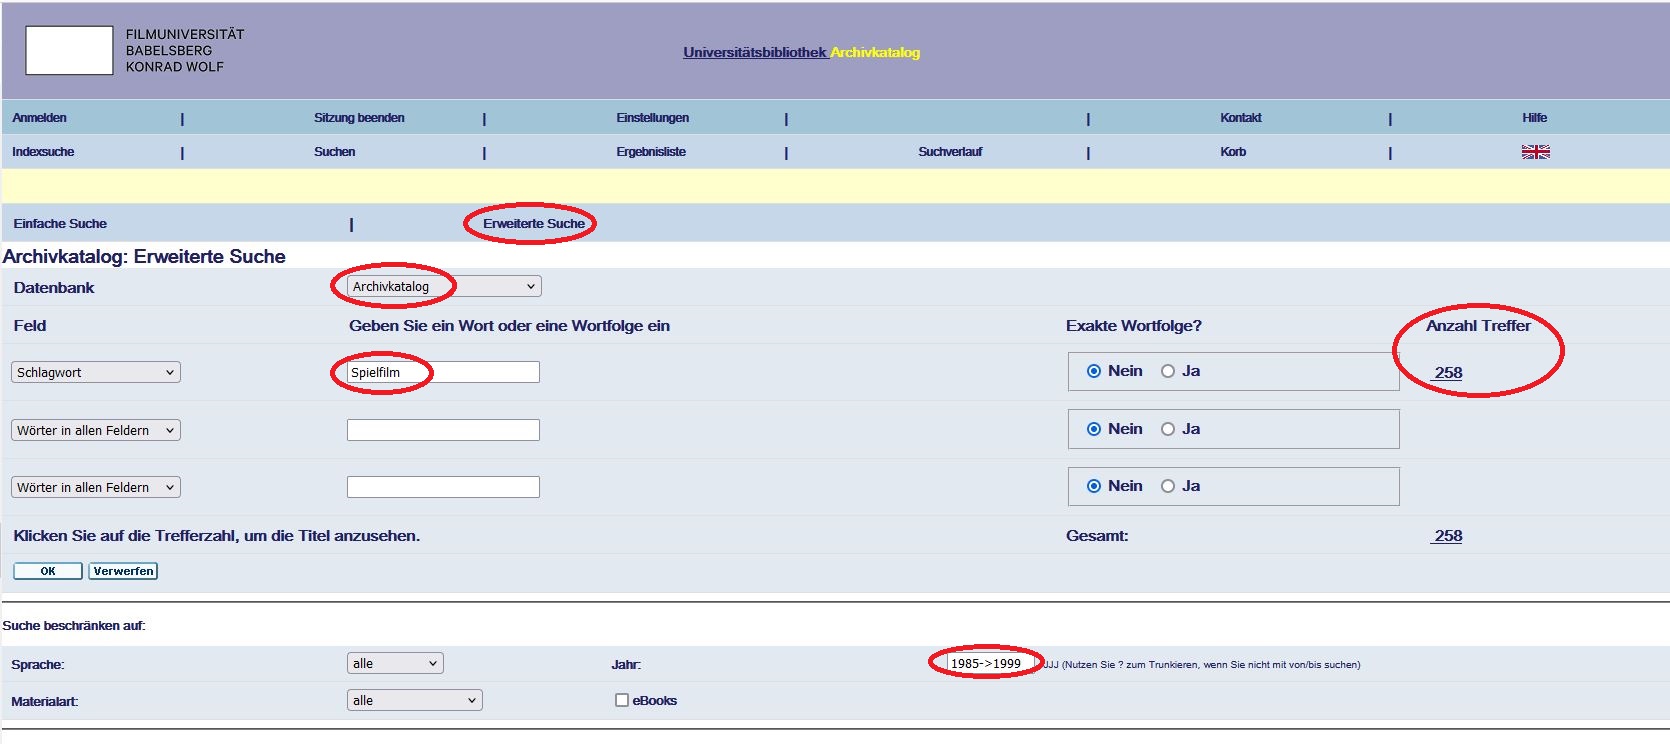 FILMUNIVERSITÄT
BABELSBERG
KONRAD WOLF
Universitätsbibliothek Archivkatalog
Anmelden | Sitzung beenden | Einstellungen | | Kontakt | Hilfe
Indexsuche | Suchen | Ergebnisliste | Suchverlauf | Korb |
Einfache Suche | Erweiterte Suche
Archivkatalog: Erweiterte Suche
Datenbank Archivkatalog
Feld Geben Sie ein Wort oder eine Wortfolge ein Exakte Wortfolge? Anzahl Treffer
Schlagwort Spielfilm Nein Ja 258
Wörter in allen Feldern Nein Ja
Wörter in allen Feldern Nein Ja
Klicken Sie auf die Trefferzahl, um die Titel anzusehen. Gesamt: 258
OK Verwerfen
Suche beschränken auf:
Sprache: alle Jahr: 1985->1999 JJJ (Nutzen Sie ? zum Trunkieren, wenn Sie nicht mit von/bis suchen)
Materialart: alle eBooks